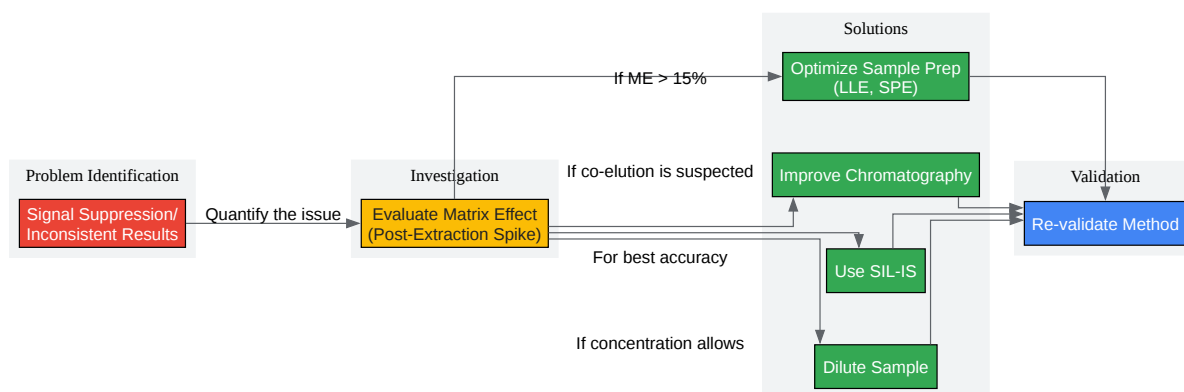 Solutions
Optimize Sample Prep
(LLE, SPE)
If ME > 15%
Problem Identification
Signal Suppression/
Inconsistent Results
Quantify the issue
Investigation
Evaluate Matrix Effect
(Post-Extraction Spike)
If co-elution is suspected
Improve Chromatography
For best accuracy
Use SIL-IS
If concentration allows
Dilute Sample
Validation
Re-validate Method